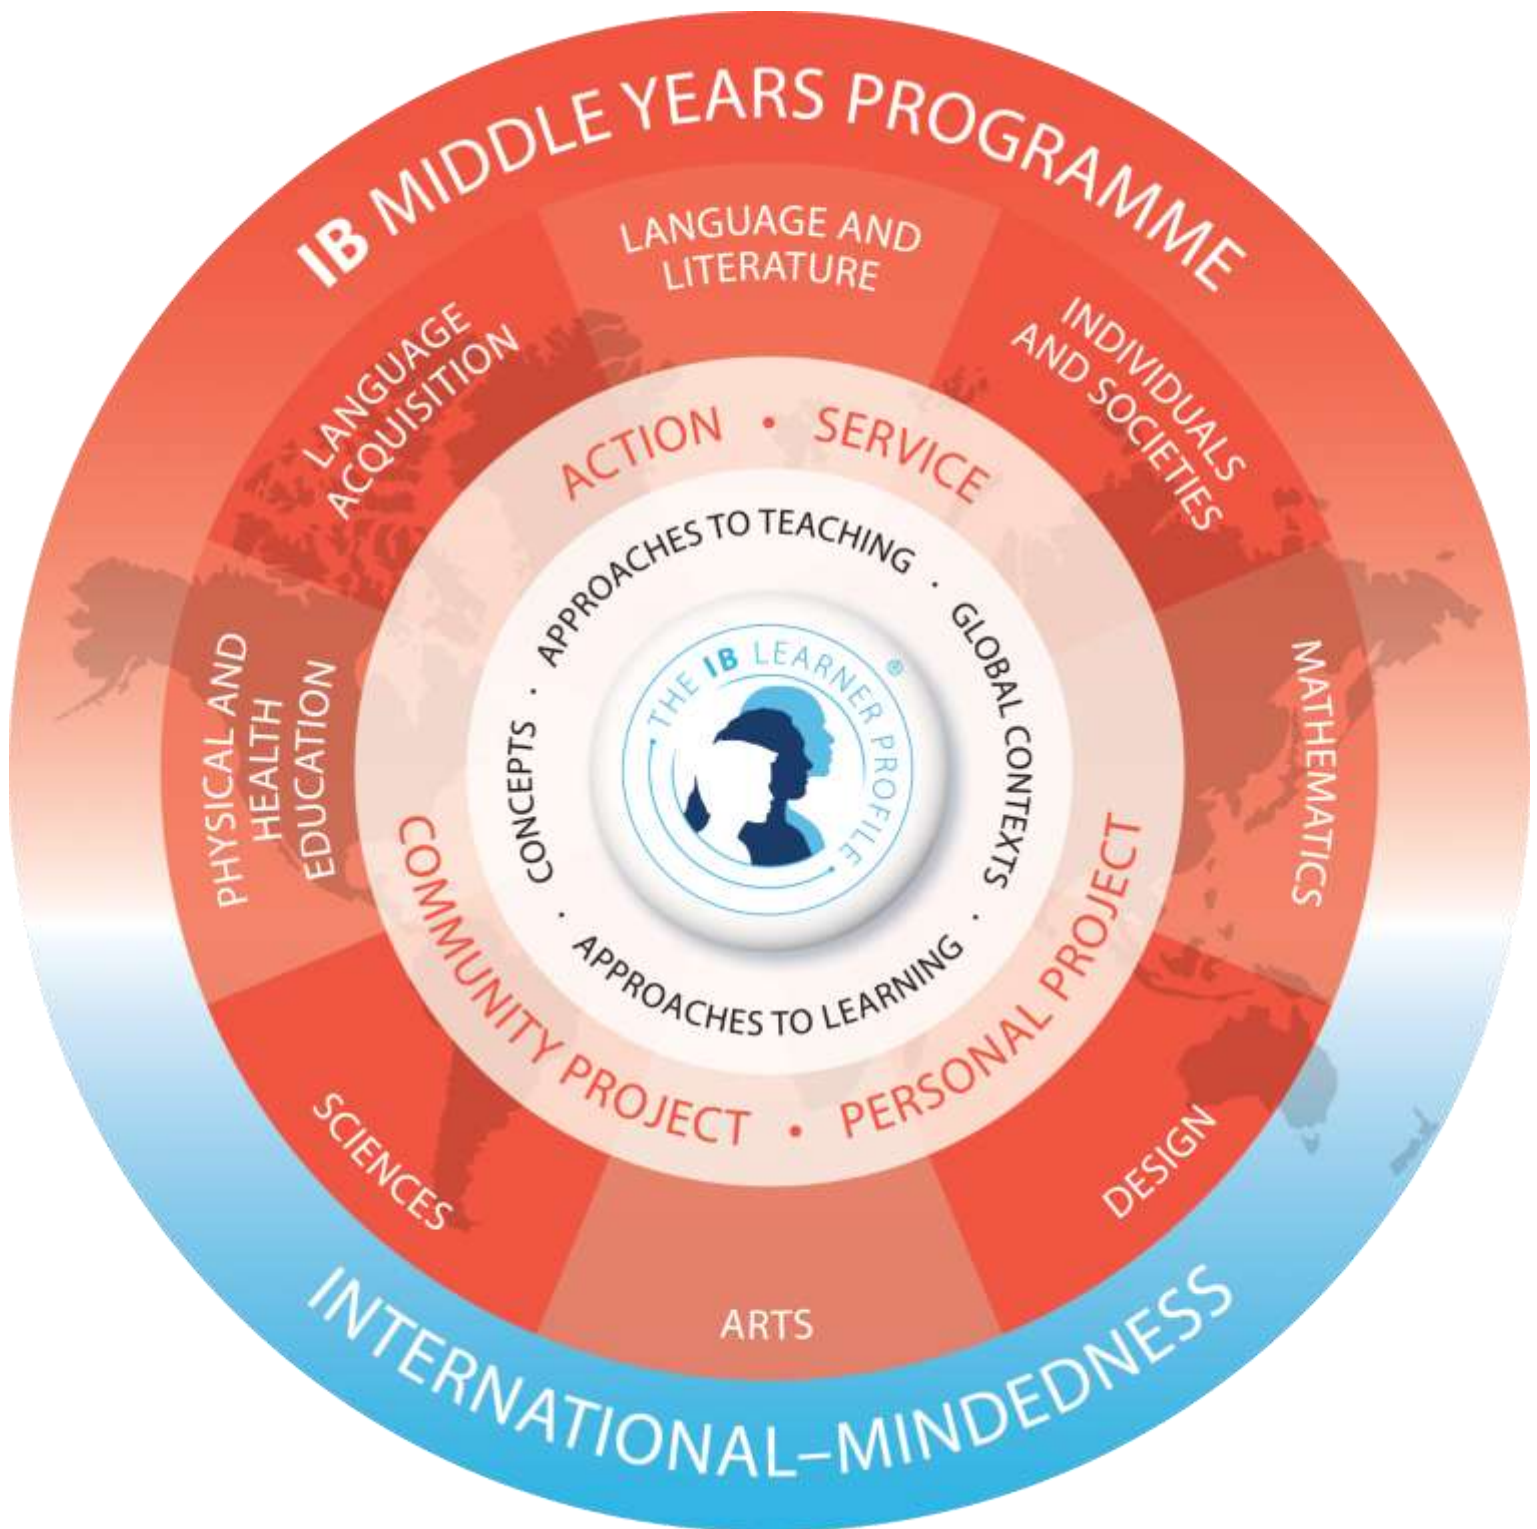 IB MIDDLE YEARS PROGRAMME
LANGUAGE AND
LITERATURE
INDIVIDUALS
AND SOCIETIES
MATHEMATICS
DESIGN
ARTS
SCIENCES
PHYSICAL AND
HEALTH
EDUCATION
LANGUAGE
ACQUISITION
ACTION • SERVICE
COMMUNITY PROJECT • PERSONAL PROJECT
APPROACHES TO TEACHING · GLOBAL CONTEXTS · APPROACHES TO LEARNING · CONCEPTS ·
THE IB LEARNER PROFILE ®
INTERNATIONAL–MINDEDNESS